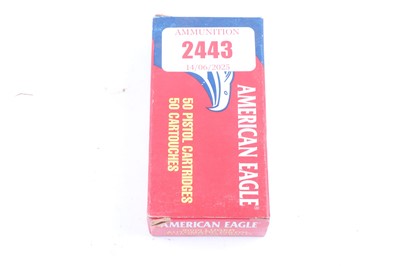 AMMUNITION
2443
14/06/2025
AMERICAN EAGLE®
50 PISTOL CARTRIDGES
50 CARTOUCHES
AMERICAN EAGLE